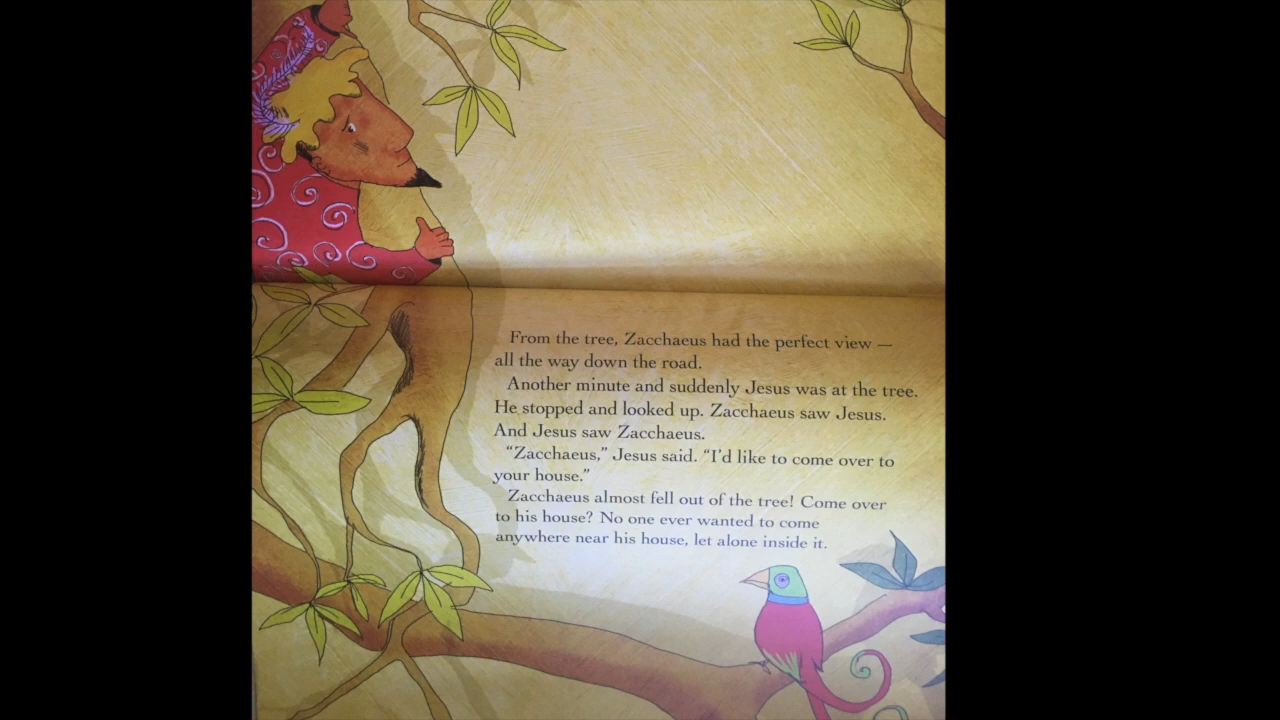 From the tree, Zacchaeus had the perfect view —
all the way down the road.
Another minute and suddenly Jesus was at the tree.
He stopped and looked up. Zacchaeus saw Jesus.
And Jesus saw Zacchaeus.
“Zacchaeus,” Jesus said. “I’d like to come over to
your house.”
Zacchaeus almost fell out of the tree! Come over
to his house? No one ever wanted to come
anywhere near his house, let alone inside it.